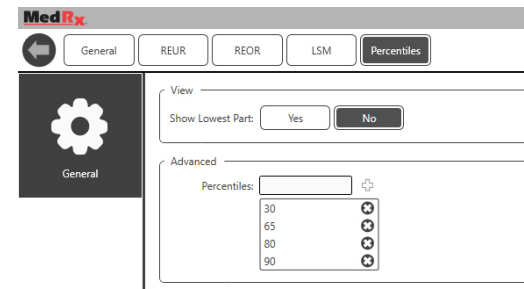 MedRx
General REUR REOR LSM Percentiles
View
Show Lowest Part: Yes No
General
Advanced
Percentiles:
30
65
80
90